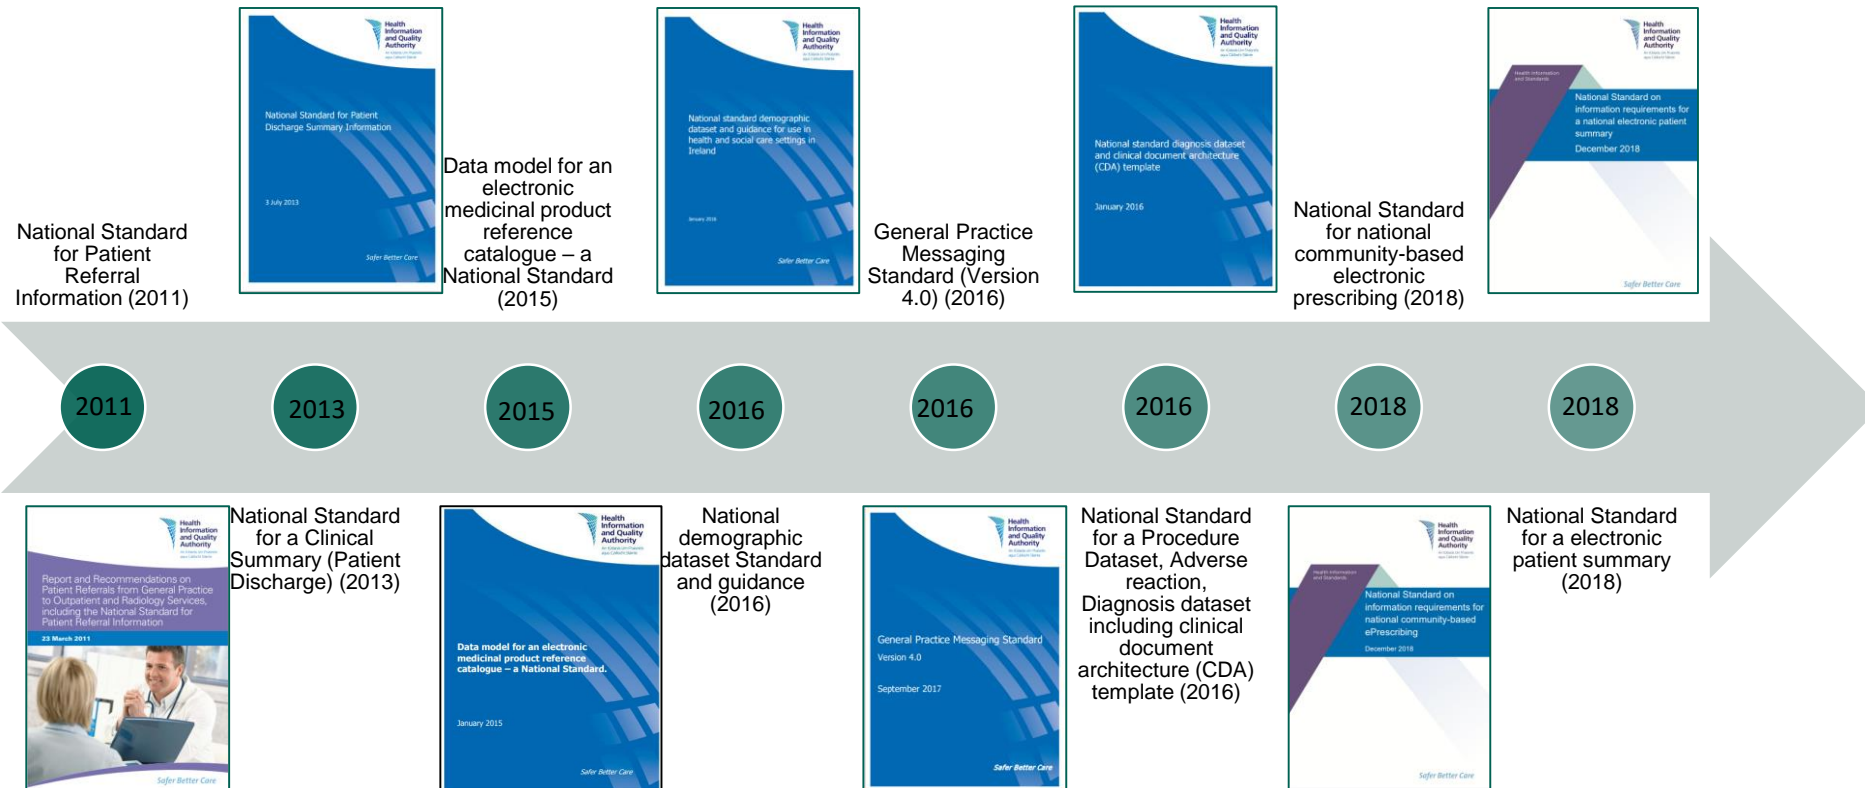 National Standard
for Patient
Referral
Information (2011)
Health
Information
and Quality
Authority
National Standard for Patient
Discharge Summary Information
3 July 2013
Safer Better Care
Data model for an
electronic
medicinal product
reference
catalogue – a
National Standard
(2015)
Health
Information
and Quality
Authority
National standard demographic
dataset and guidance for use in
health and social care settings in
Ireland
January 2016
Safer Better Care
General Practice
Messaging
Standard (Version
4.0) (2016)
Health
Information
and Quality
Authority
National standard diagnosis dataset
and clinical document architecture
(CDA) template
January 2016
Safer Better Care
National Standard
for national
community-based
electronic
prescribing (2018)
Health
Information
and Quality
Authority
Health Information
and Standards
National Standard on
information requirements for
a national electronic patient
summary
December 2018
Safer Better Care
2011
2013
2015
2016
2016
2016
2018
2018
Health
Information
and Quality
Authority
Report and Recommendations on
Patient Referrals from General Practice
to Outpatient and Radiology Services,
including the National Standard for
Patient Referral Information
23 March 2011
Safer Better Care
National Standard
for a Clinical
Summary (Patient
Discharge) (2013)
Health
Information
and Quality
Authority
Data model for an electronic
medicinal product reference
catalogue – a National Standard.
January 2015
Safer Better Care
National
demographic
dataset Standard
and guidance
(2016)
Health
Information
and Quality
Authority
General Practice Messaging Standard
Version 4.0
September 2017
Safer Better Care
National Standard
for a Procedure
Dataset, Adverse
reaction,
Diagnosis dataset
including clinical
document
architecture (CDA)
template (2016)
Health
Information
and Quality
Authority
Health Information
and Standards
National Standard on
information requirements for
national community-based
ePrescribing
December 2018
Safer Better Care
National Standard
for a electronic
patient summary
(2018)